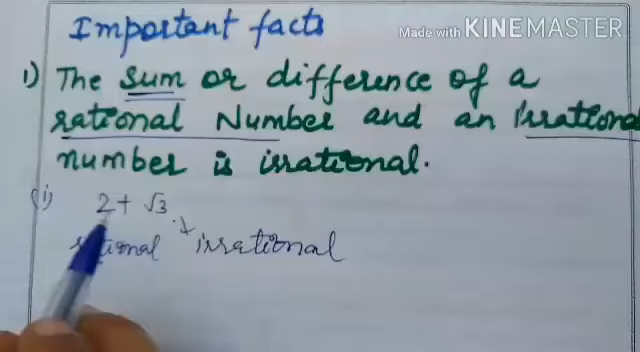 Important facts
Made with KINEMASTER
1) The sum or difference of a
rational Number and an irrational
number is irrational.
(i) 2 + √3
rational irrational